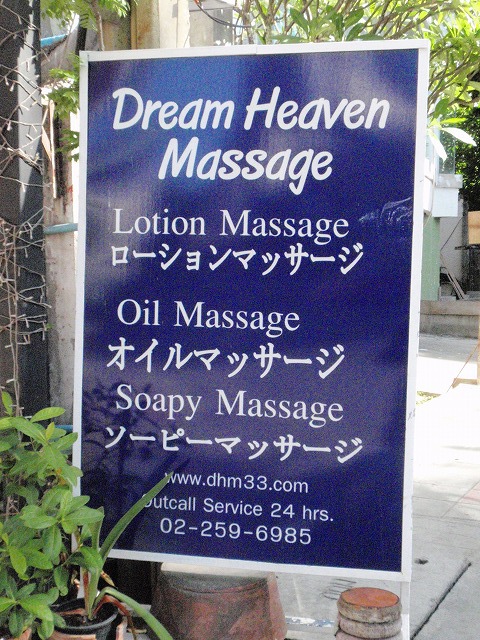 Dream Heaven
Massage
Lotion Massage
ローションマッサージ
Oil Massage
オイルマッサージ
Soapy Massage
ソーピーマッサージ
www.dhm33.com
Outcall Service 24 hrs.
02-259-6985